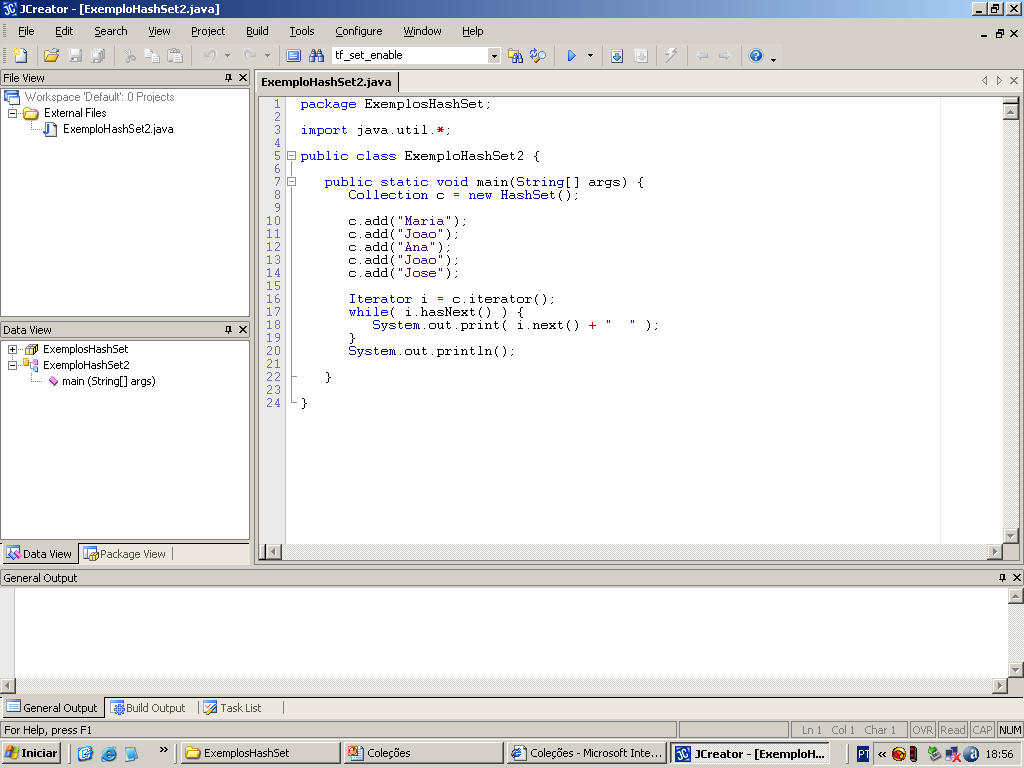 JCreator - [ExemploHashSet2.java]
File Edit Search View Project Build Tools Configure Window Help
tf_set_enable
File View
Workspace 'Default': 0 Projects
External Files
ExemploHashSet2.java
Data View
ExemplosHashSet
ExemploHashSet2
main (String[] args)
Data View Package View
ExemploHashSet2.java
1 package ExemplosHashSet;
2
3 import java.util.*;
4
5 public class ExemploHashSet2 {
6
7 public static void main(String[] args) {
8 Collection c = new HashSet();
9
10 c.add("Maria");
11 c.add("Joao");
12 c.add("Ana");
13 c.add("Joao");
14 c.add("Jose");
15
16 Iterator i = c.iterator();
17 while( i.hasNext() ) {
18 System.out.print( i.next() + "  " );
19 }
20 System.out.println();
21
22 }
23
24 }
General Output
General Output Build Output Task List
For Help, press F1
Ln 1 Col 1 Char 1 OVR Read CAP NUM
Iniciar » ExemplosHashSet Coleções Coleções - Microsoft Inte... JCreator - [ExemploH... PT « 18:56